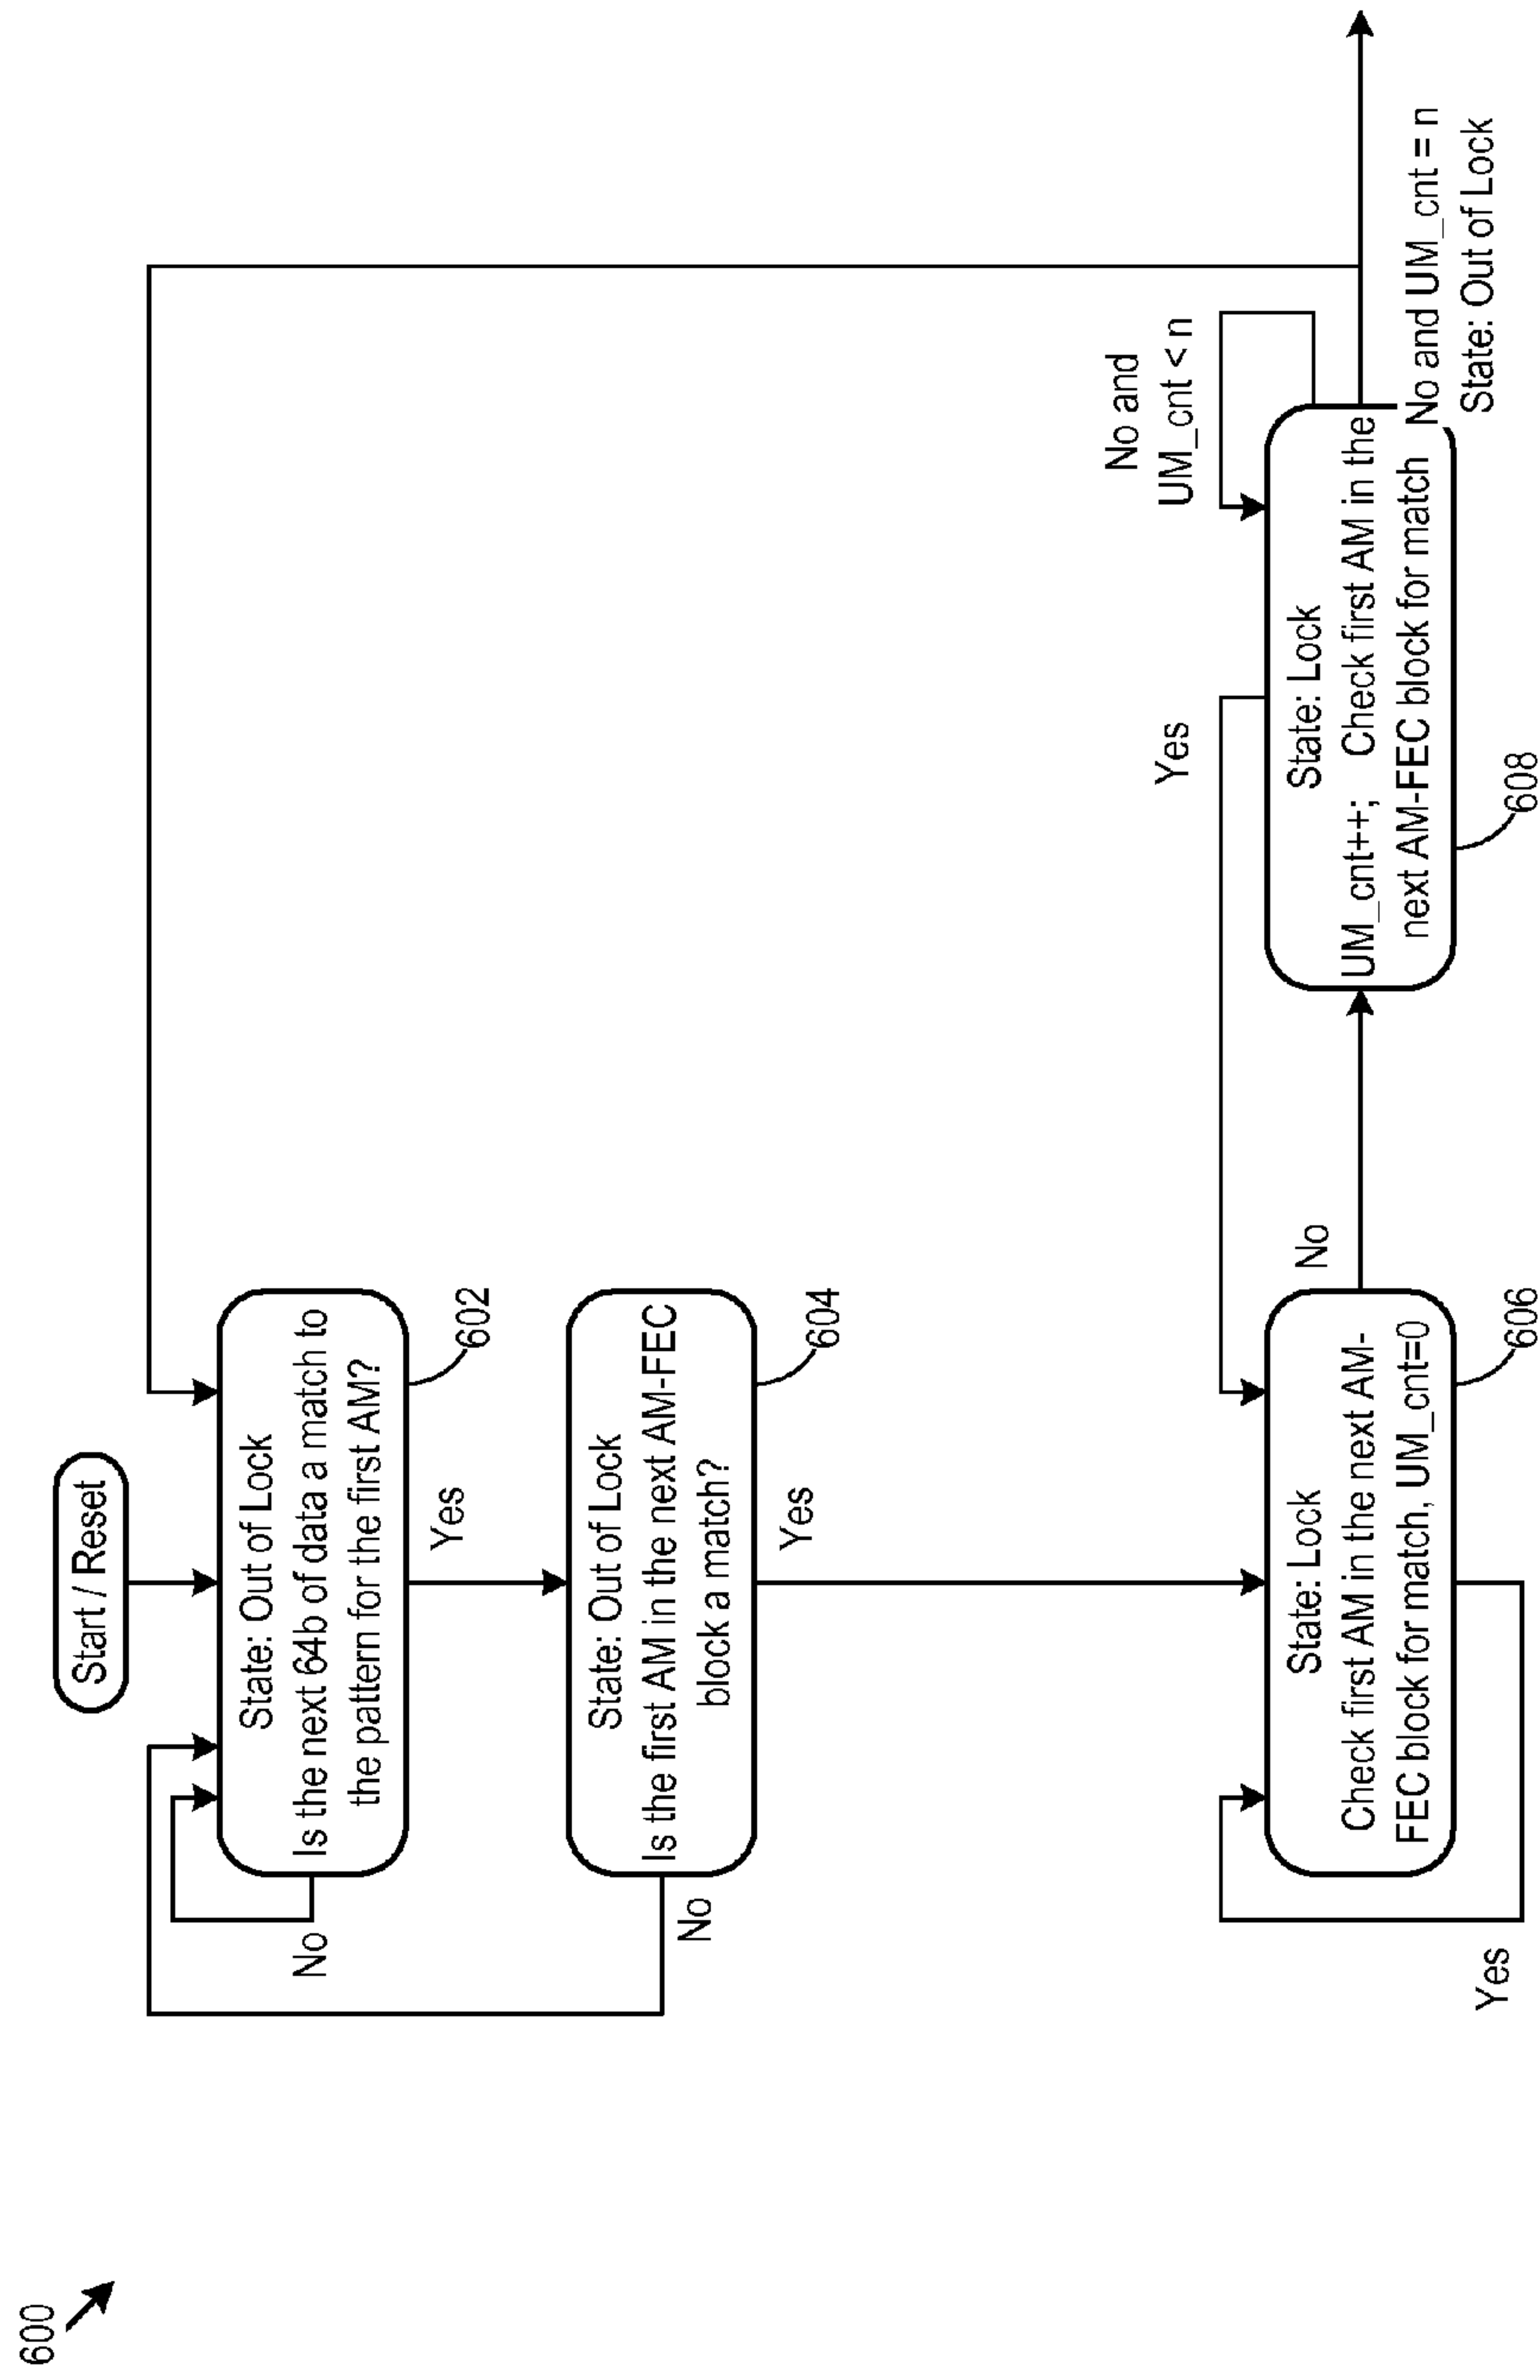 600
Start / Reset
State: Out of Lock
Is the next 64b of data a match to
the pattern for the first AM?
602
No
Yes
State: Out of Lock
Is the first AM in the next AM-FEC
block a match?
604
No
Yes
State: Lock
Check first AM in the next AM-
FEC block for match, UM_cnt=0
606
Yes
No
State: Lock
UM_cnt++; Check first AM in the
next AM-FEC block for match
608
Yes
No and
UM_cnt < n
No and UM_cnt = n
State: Out of Lock